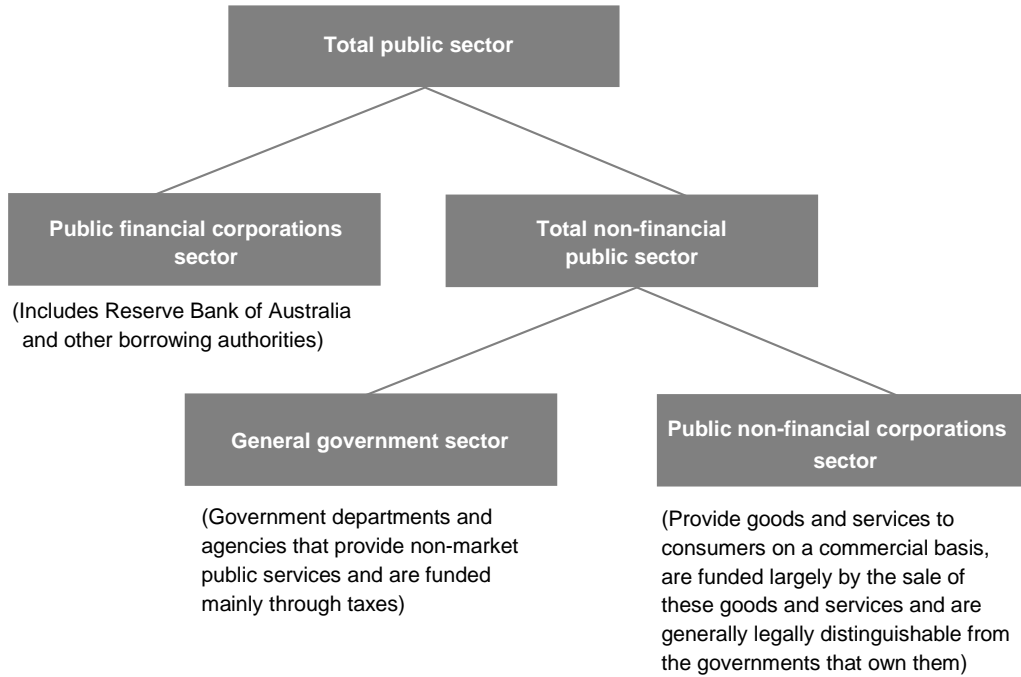 Total public sector
Public financial corporations
sector
Total non-financial
public sector
(Includes Reserve Bank of Australia
and other borrowing authorities)
General government sector
Public non-financial corporations
sector
(Government departments and
agencies that provide non-market
public services and are funded
mainly through taxes)
(Provide goods and services to
consumers on a commercial basis,
are funded largely by the sale of
these goods and services and are
generally legally distinguishable from
the governments that own them)